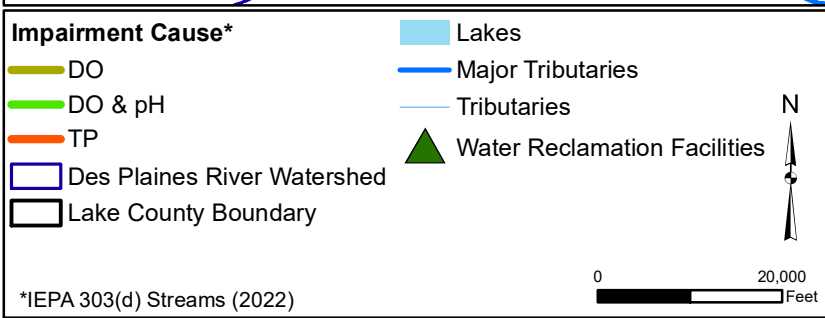 Impairment Cause*
DO
DO & pH
TP
Des Plaines River Watershed
Lake County Boundary
Lakes
Major Tributaries
Tributaries
Water Reclamation Facilities
N
*IEPA 303(d) Streams (2022)
0 20,000
Feet